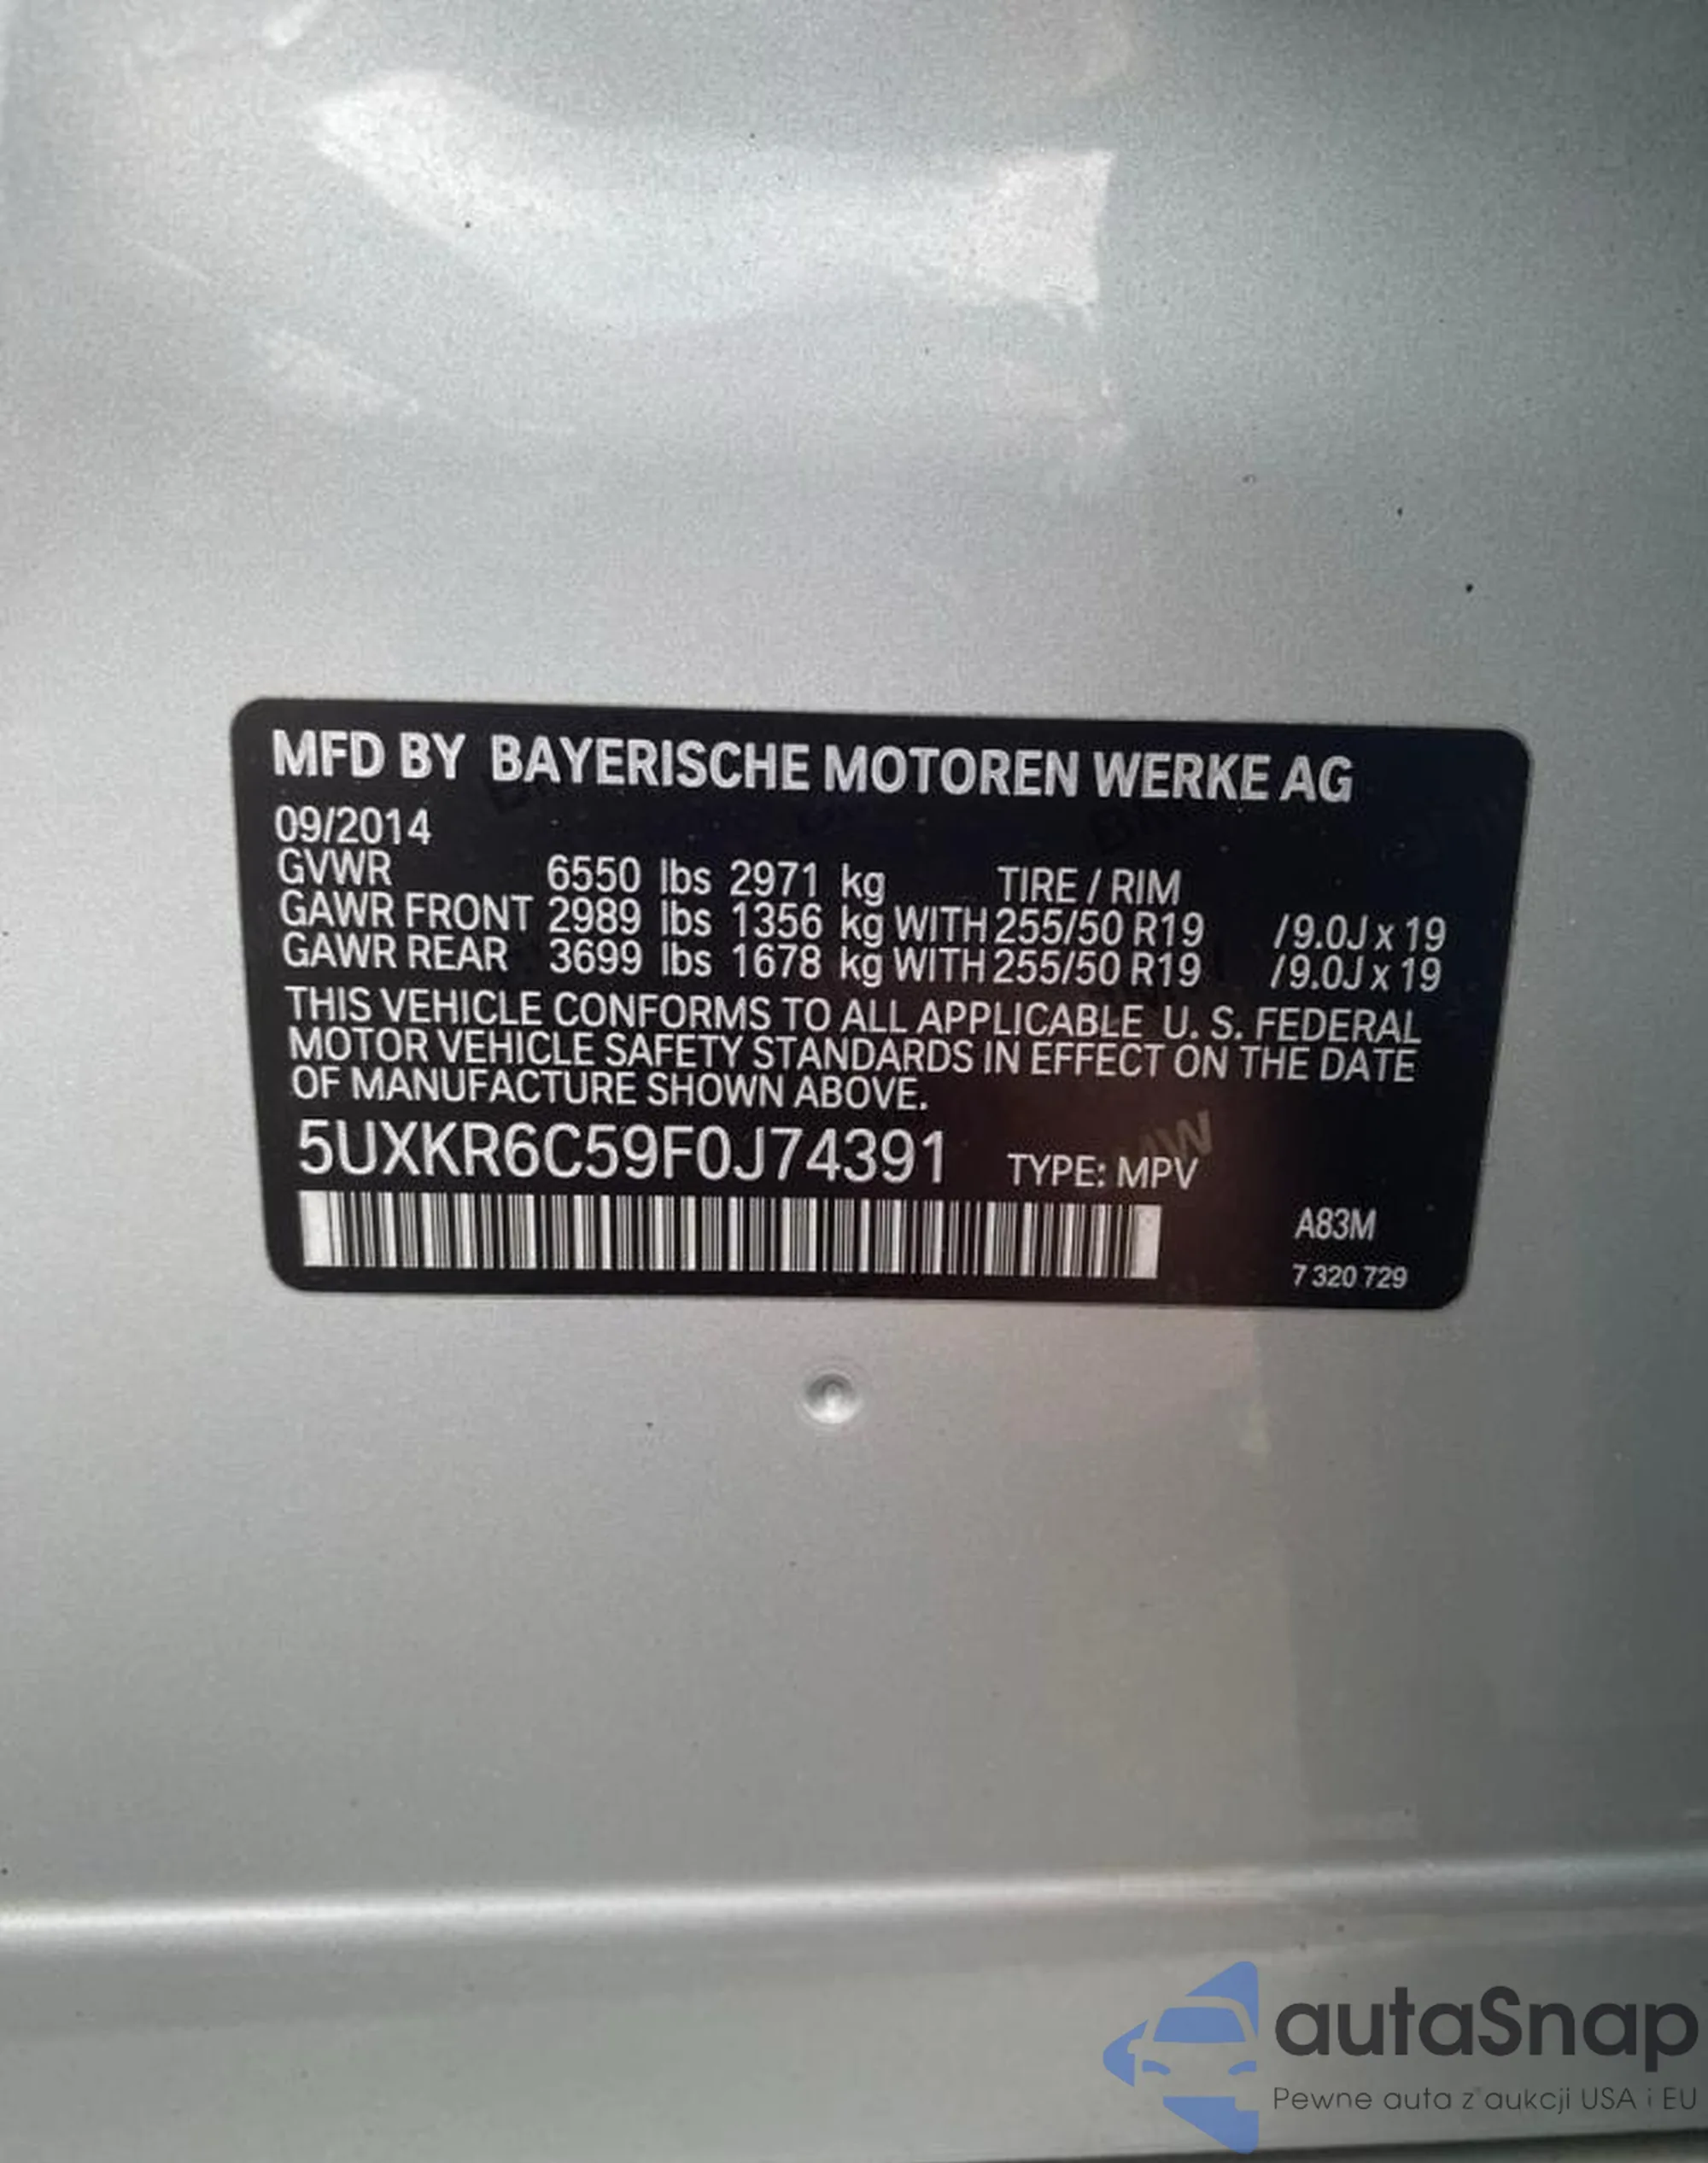 MFD BY BAYERISCHE MOTOREN WERKE AG
09/2014
GVWR 6550 lbs 2971 kg TIRE / RIM
GAWR FRONT 2989 lbs 1356 kg WITH 255/50 R19 /9.0J x 19
GAWR REAR 3699 lbs 1678 kg WITH 255/50 R19 /9.0J x 19
THIS VEHICLE CONFORMS TO ALL APPLICABLE U. S. FEDERAL
MOTOR VEHICLE SAFETY STANDARDS IN EFFECT ON THE DATE
OF MANUFACTURE SHOWN ABOVE.
5UXKR6C59F0J74391 TYPE: MPV
A83M
7 320 729
autaSnap
Pewne auta z aukcji USA i EU